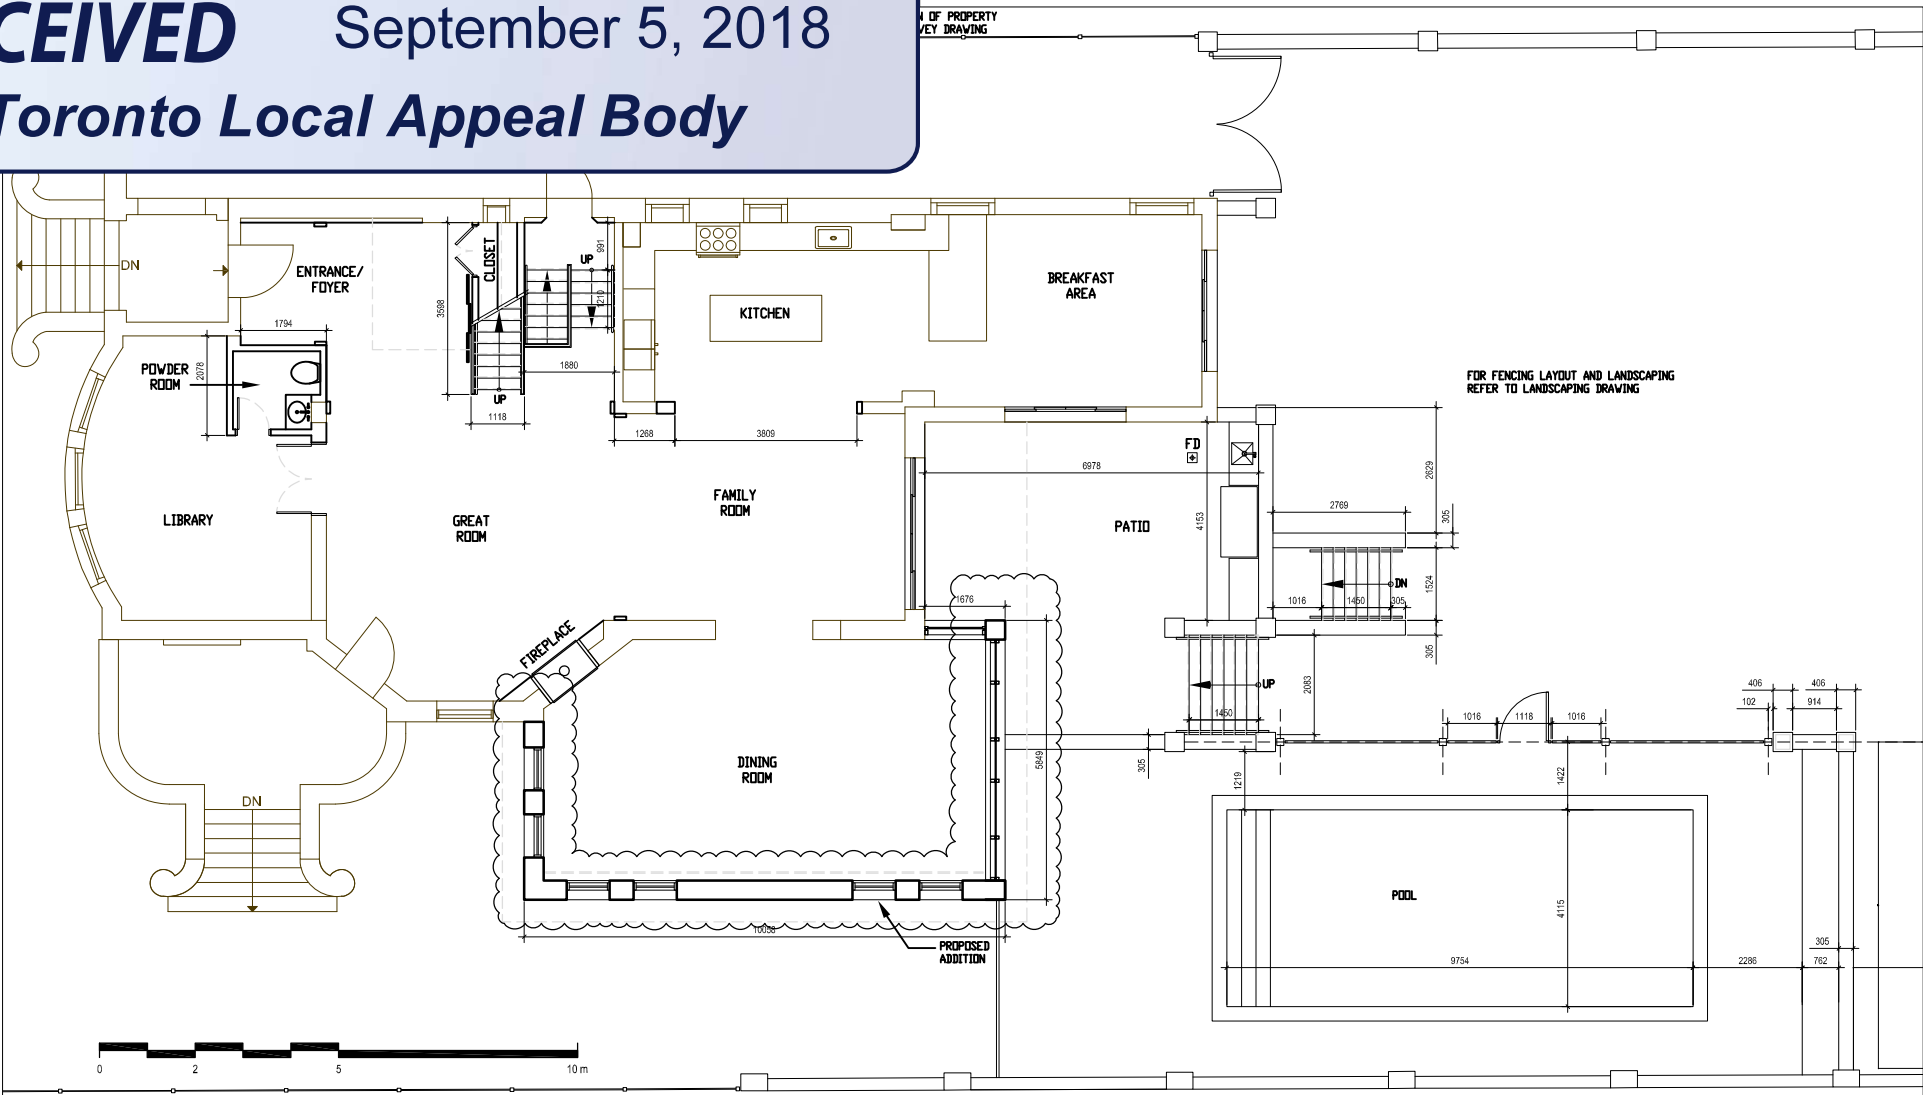 CEIVED September 5, 2018
Toronto Local Appeal Body
OF PROPERTY
VEY DRAWING
DN
ENTRANCE/
FOYER
CLOSET
UP
991
1210
3598
1794
2078
POWDER
ROOM
1880
UP
1118
KITCHEN
BREAKFAST
AREA
1268
3809
FOR FENCING LAYOUT AND LANDSCAPING
REFER TO LANDSCAPING DRAWING
FD
6978
2629
FAMILY
ROOM
LIBRARY
GREAT
ROOM
PATIO
4153
2769
305
DN
1524
1016
1450
305
305
1676
FIREPLACE
UP
2083
1450
406
406
102
914
1016
1118
1016
DINING
ROOM
5849
305
1219
1422
DN
POOL
4115
10058
PROPOSED
ADDITION
9754
2286
305
762
0
2
5
10 m